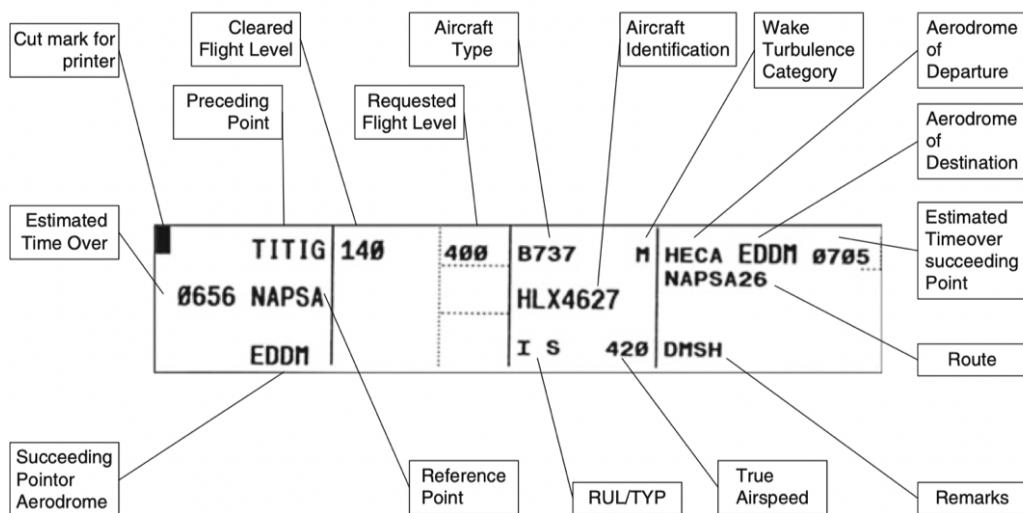 Cut mark for
printer
Cleared
Flight Level
Aircraft
Type
Aircraft
Identification
Wake
Turbulence
Category
Aerodrome
of
Departure
Preceding
Point
Requested
Flight Level
Aerodrome
of
Destination
Estimated
Time Over
Estimated
Timeover
succeeding
Point
TITIG 140 400 B737 M HECA EDDM 0705
NAPSA26
0656 NAPSA HLX4627
EDDM I S 420 DMSH
Route
Succeeding
Pointor
Aerodrome
Reference
Point
RUL/TYP
True
Airspeed
Remarks